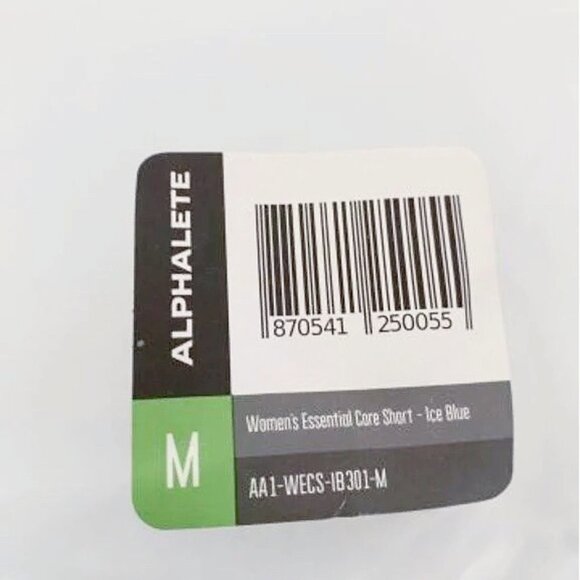 ALPHALETE
870541 250055
M
Women's Essential Core Short - Ice Blue
AA1-WECS-IB301-M